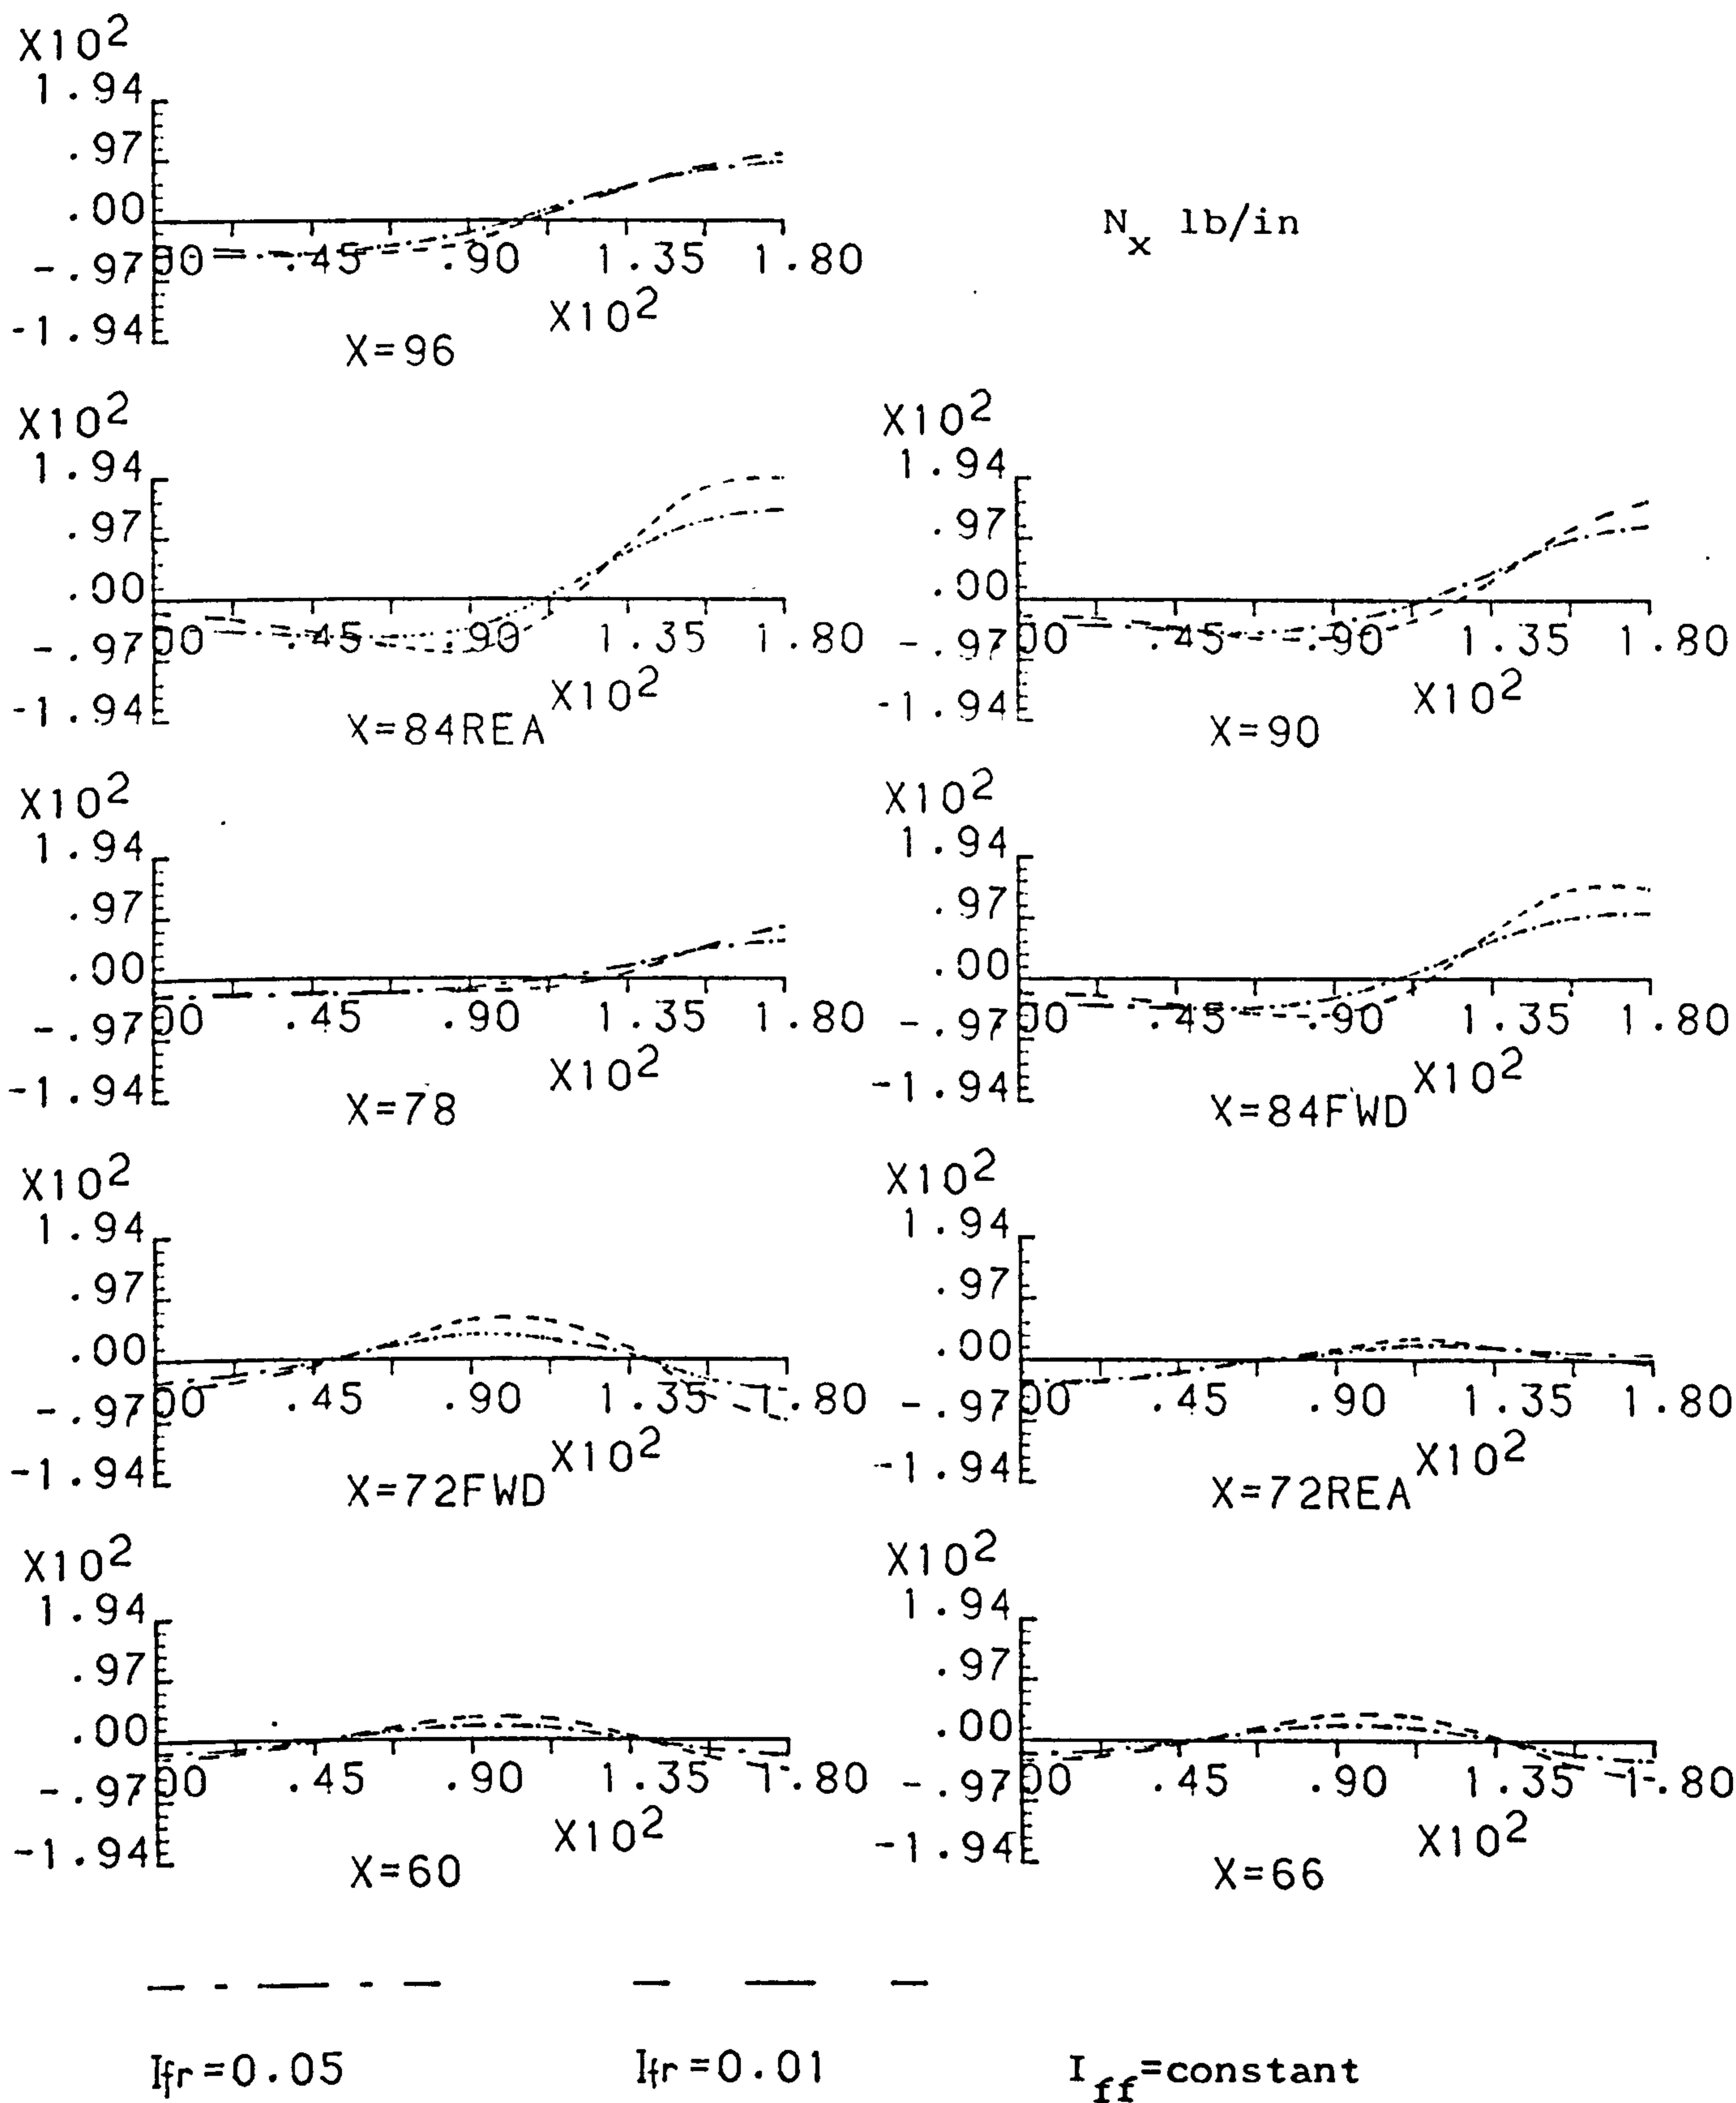 X10²
1.94
.97
.00
-.97
-1.94
00 .45 .90 1.35 1.80
X10²
X=96
Nx lb/in
X10²
1.94
.97
.00
-.97
-1.94
00 .45 .90 1.35 1.80
X10²
X=84REA
X10²
1.94
.97
.00
-.97
-1.94
00 .45 .90 1.35 1.80
X10²
X=90
X10²
1.94
.97
.00
-.97
-1.94
00 .45 .90 1.35 1.80
X10²
X=78
X10²
1.94
.97
.00
-.97
-1.94
00 .45 .90 1.35 1.80
X10²
X=84FWD
X10²
1.94
.97
.00
-.97
-1.94
00 .45 .90 1.35 1.80
X10²
X=72FWD
X10²
1.94
.97
.00
-.97
-1.94
00 .45 .90 1.35 1.80
X10²
X=72REA
X10²
1.94
.97
.00
-.97
-1.94
00 .45 .90 1.35 1.80
X10²
X=60
X10²
1.94
.97
.00
-.97
-1.94
00 .45 .90 1.35 1.80
X10²
X=66
Ifr=0.05 Ifr=0.01 Iff=constant